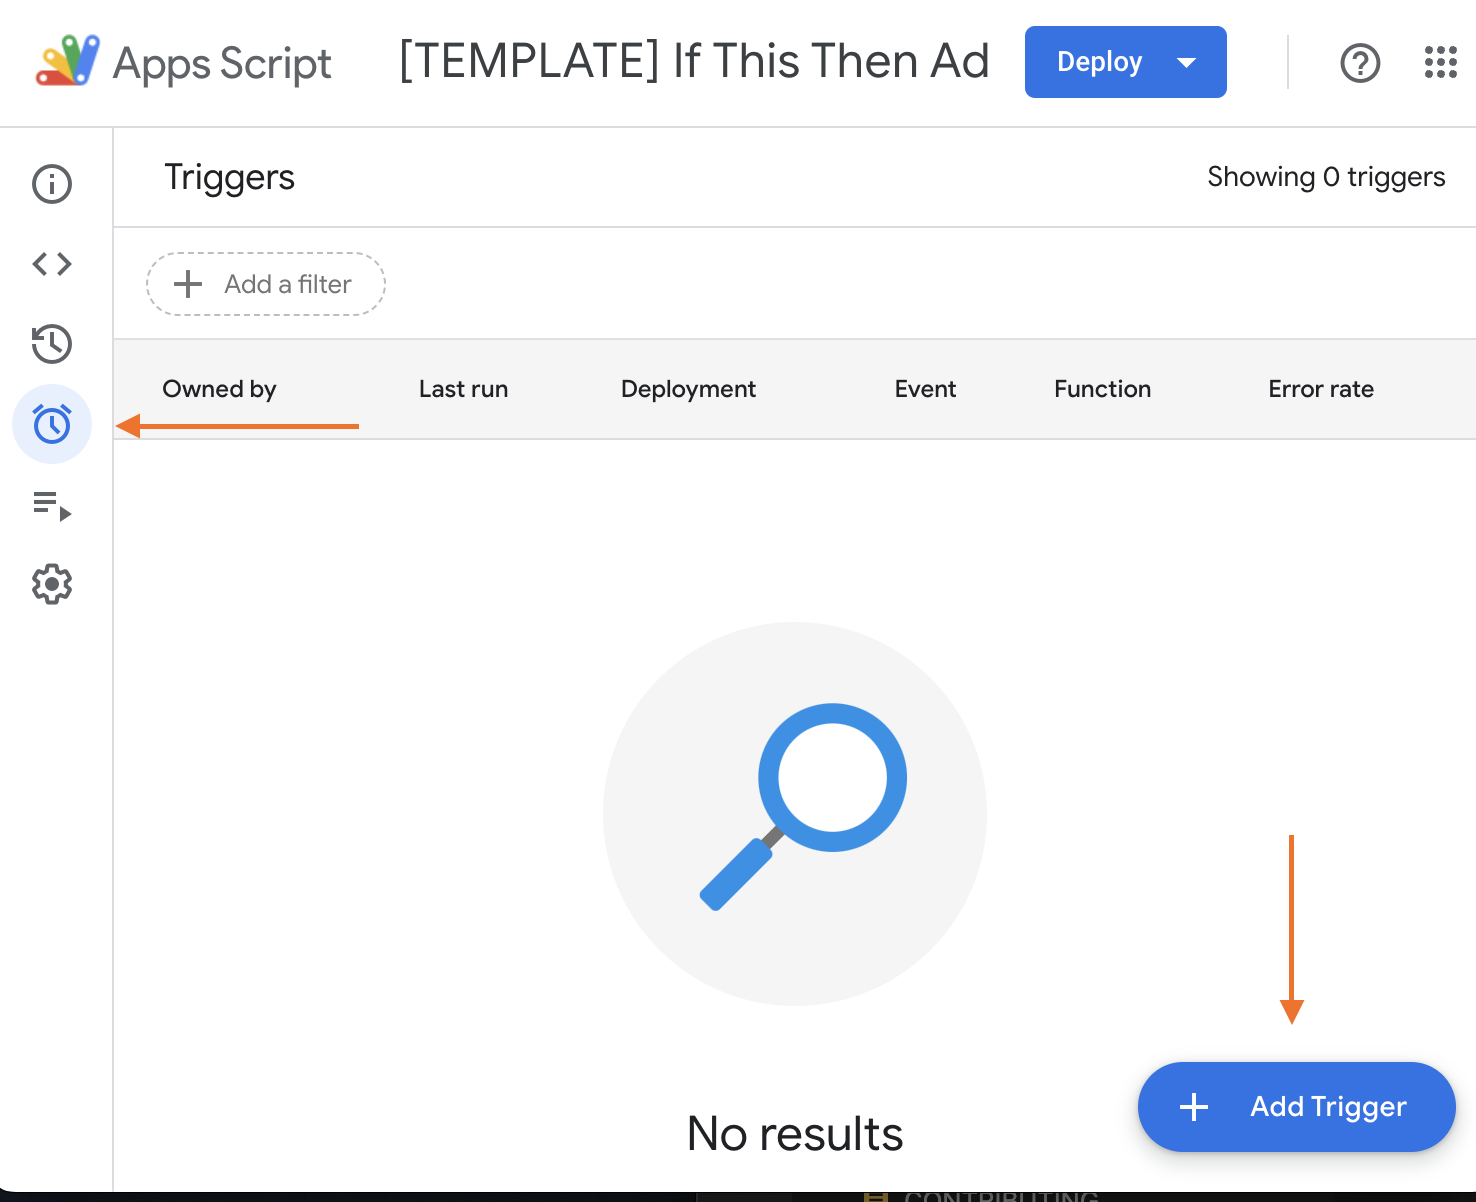 Apps Script
[TEMPLATE] If This Then Ad
Deploy
Triggers
Showing 0 triggers
Add a filter
Owned by Last run Deployment Event Function Error rate
No results
Add Trigger
CONTRIBUTING